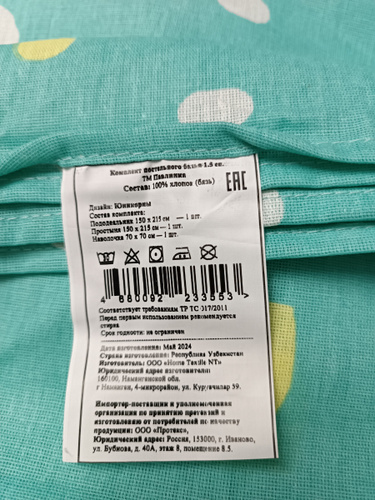 Комплект постельного белья 1.5 сп.
ТМ Павлинка
Состав: 100% хлопок (бязь)
EAC
Дизайн: Юникорны
Состав комплекта:
Пододеяльник 150 х 215 см — 1 шт.
Простыня 150 х 215 см — 1 шт.
Наволочка 70 х 70 см — 1 шт.
4 680092 233553 >
Соответствует требованиям ТР ТС 017/2011
Перед первым использованием рекомендуется
стирка
Срок годности: не ограничен
Дата изготовления: Май 2024
Страна изготовления: Республика Узбекистан
Изготовитель: ООО «Home Textile NT»
Юридический адрес изготовителя:
160100, Наманганская обл.
г Наманган, 4-микрорайон, ул. Курувчилар 39.
Импортер-поставщик и уполномоченная
организация по принятию претензий и
изготовлению от потребителей по качеству
продукции: ООО «Протекс».
Юридический адрес: Россия, 153000, г. Иваново,
ул. Бубнова, д. 40А, этаж 8, помещение 8.5.